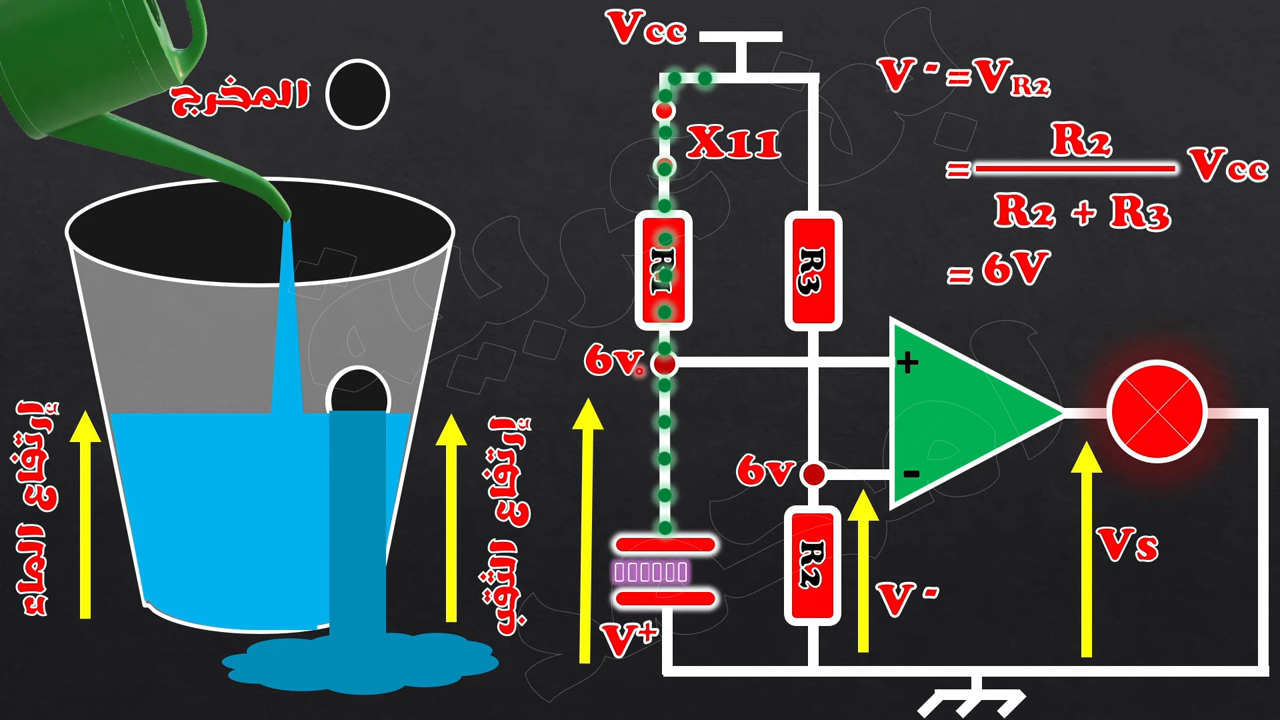 المخرج
إرتفاع الماء
إرتفاع الثقب
Vcc
X11
R1
R3
6v
6v
R2
V⁺
V⁻
Vs
+
-
V⁻ = VR2
= R2
R2 + R3
Vcc
= 6V